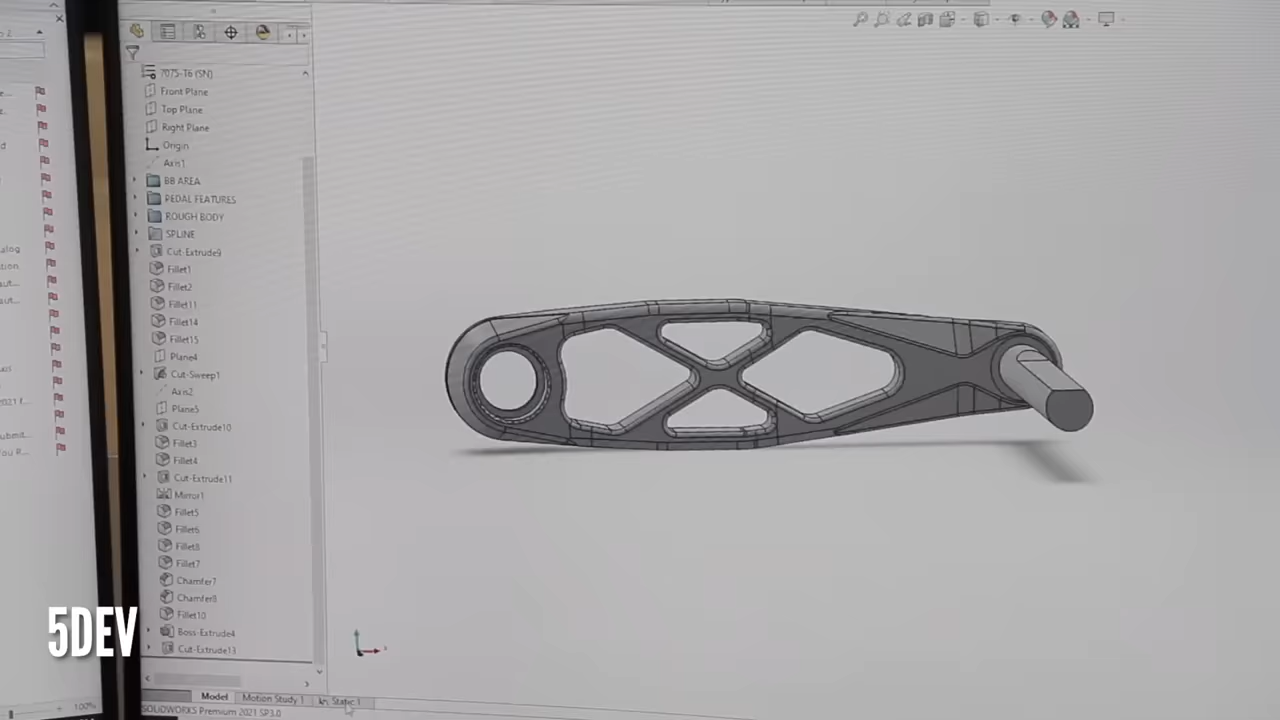 7075-T6 (SN)
Front Plane
Top Plane
Right Plane
Origin
Axis1
BB AREA
PEDAL FEATURES
ROUGH BODY
SPLINE
Cut-Extrude9
Fillet1
Fillet2
Fillet11
Fillet14
Fillet15
Plane4
Cut-Sweep1
Axis2
Plane5
Cut-Extrude10
Fillet3
Fillet4
Cut-Extrude11
Mirror1
Fillet5
Fillet6
Fillet8
Fillet7
Chamfer7
Chamfer8
Fillet10
Boss-Extrude4
Cut-Extrude13
5DEV
Model Motion Study 1 Static 1
SOLIDWORKS Premium 2021 SP3.0
100%